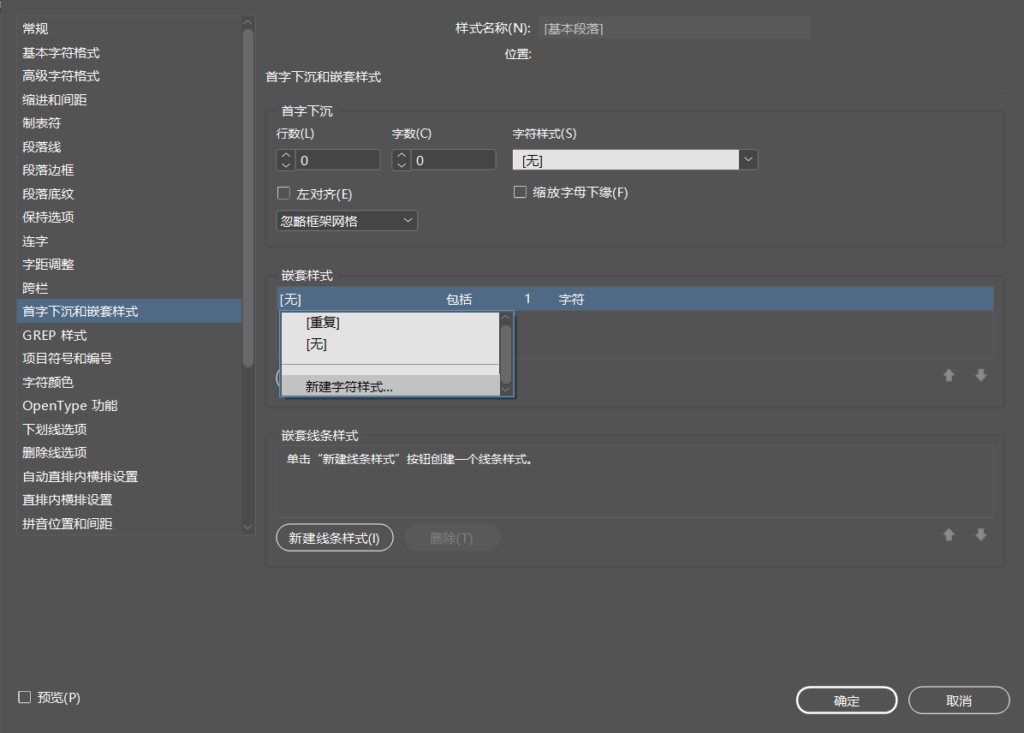 常规
基本字符格式
高级字符格式
缩进和间距
制表符
段落线
段落边框
段落底纹
保持选项
连字
字距调整
跨栏
首字下沉和嵌套样式
GREP 样式
项目符号和编号
字符颜色
OpenType 功能
下划线选项
删除线选项
自动直排内横排设置
直排内横排设置
拼音位置和间距
样式名称(N): [基本段落]
位置:
首字下沉和嵌套样式
首字下沉
行数(L) 字数(C) 字符样式(S)
0 0 [无]
左对齐(E) 缩放字母下缘(F)
忽略框架网格
嵌套样式
[无] 包括 1 字符
[重复]
[无]
新建字符样式...
嵌套线条样式
单击“新建线条样式”按钮创建一个线条样式。
新建线条样式(I) 删除(T)
预览(P) 确定 取消